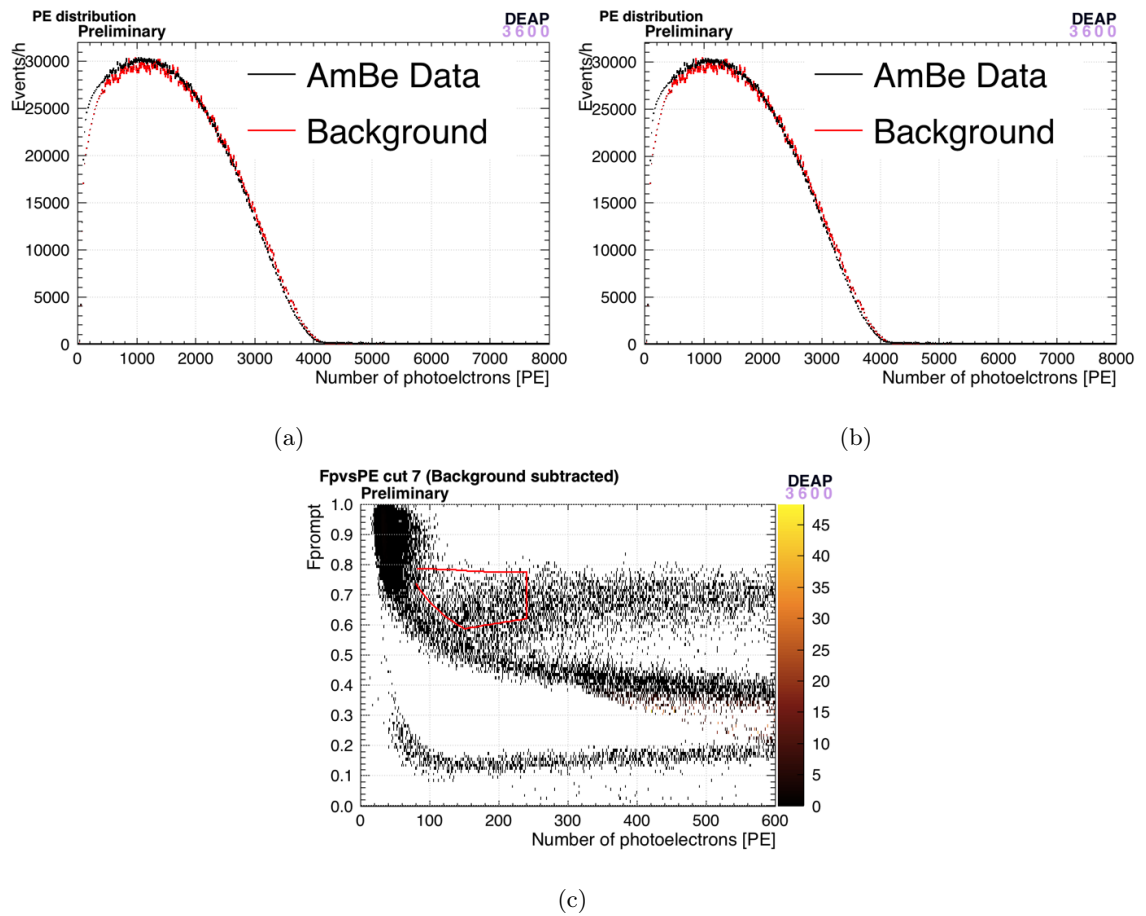 PE distribution
Preliminary
DEAP
3600
Events/h
30000
25000
20000
15000
10000
5000
0
AmBe Data
Background
0 1000 2000 3000 4000 5000 6000 7000 8000
Number of photoelctrons [PE]
(a)
PE distribution
Preliminary
DEAP
3600
Events/h
30000
25000
20000
15000
10000
5000
0
AmBe Data
Background
0 1000 2000 3000 4000 5000 6000 7000 8000
Number of photoelctrons [PE]
(b)
FpvsPE cut 7 (Background subtracted)
Preliminary
DEAP
3600
Fprompt
1.0
0.9
0.8
0.7
0.6
0.5
0.4
0.3
0.2
0.1
0.0
0 100 200 300 400 500 600
Number of photoelectrons [PE]
45
40
35
30
25
20
15
10
5
0
(c)